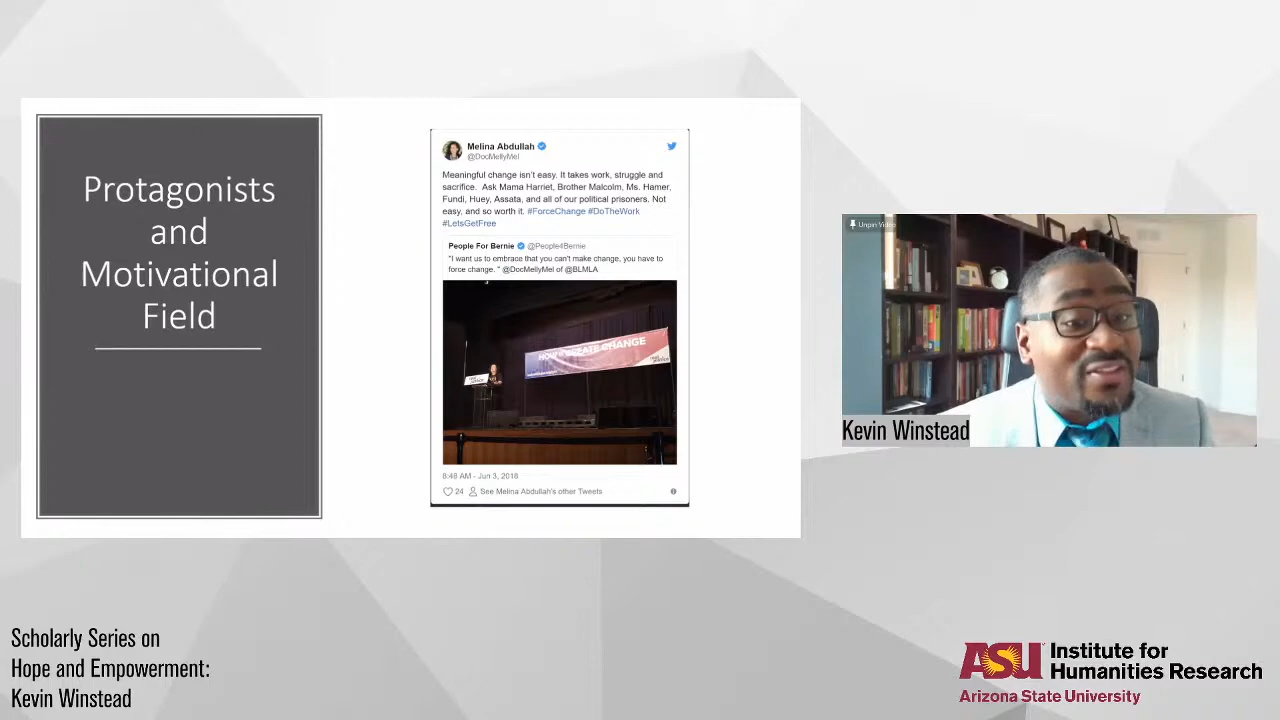 Protagonists
and
Motivational
Field
Melina Abdullah
@DocMellyMel
Meaningful change isn't easy. It takes work, struggle and
sacrifice. Ask Mama Harriet, Brother Malcolm, Ms. Hamer,
Fundi, Huey, Assata, and all of our political prisoners. Not
easy, and so worth it. #ForceChange #DoTheWork
#LetsGetFree
People For Bernie @People4Bernie
"I want us to embrace that you can't make change, you have to
force change. " @DocMellyMel of @BLMLA
CREATE CHANGE
8:48 AM - Jun 3, 2018
24 See Melina Abdullah's other Tweets
Unpin Video
Kevin Winstead
Scholarly Series on
Hope and Empowerment:
Kevin Winstead
ASU Institute for
Humanities Research
Arizona State University